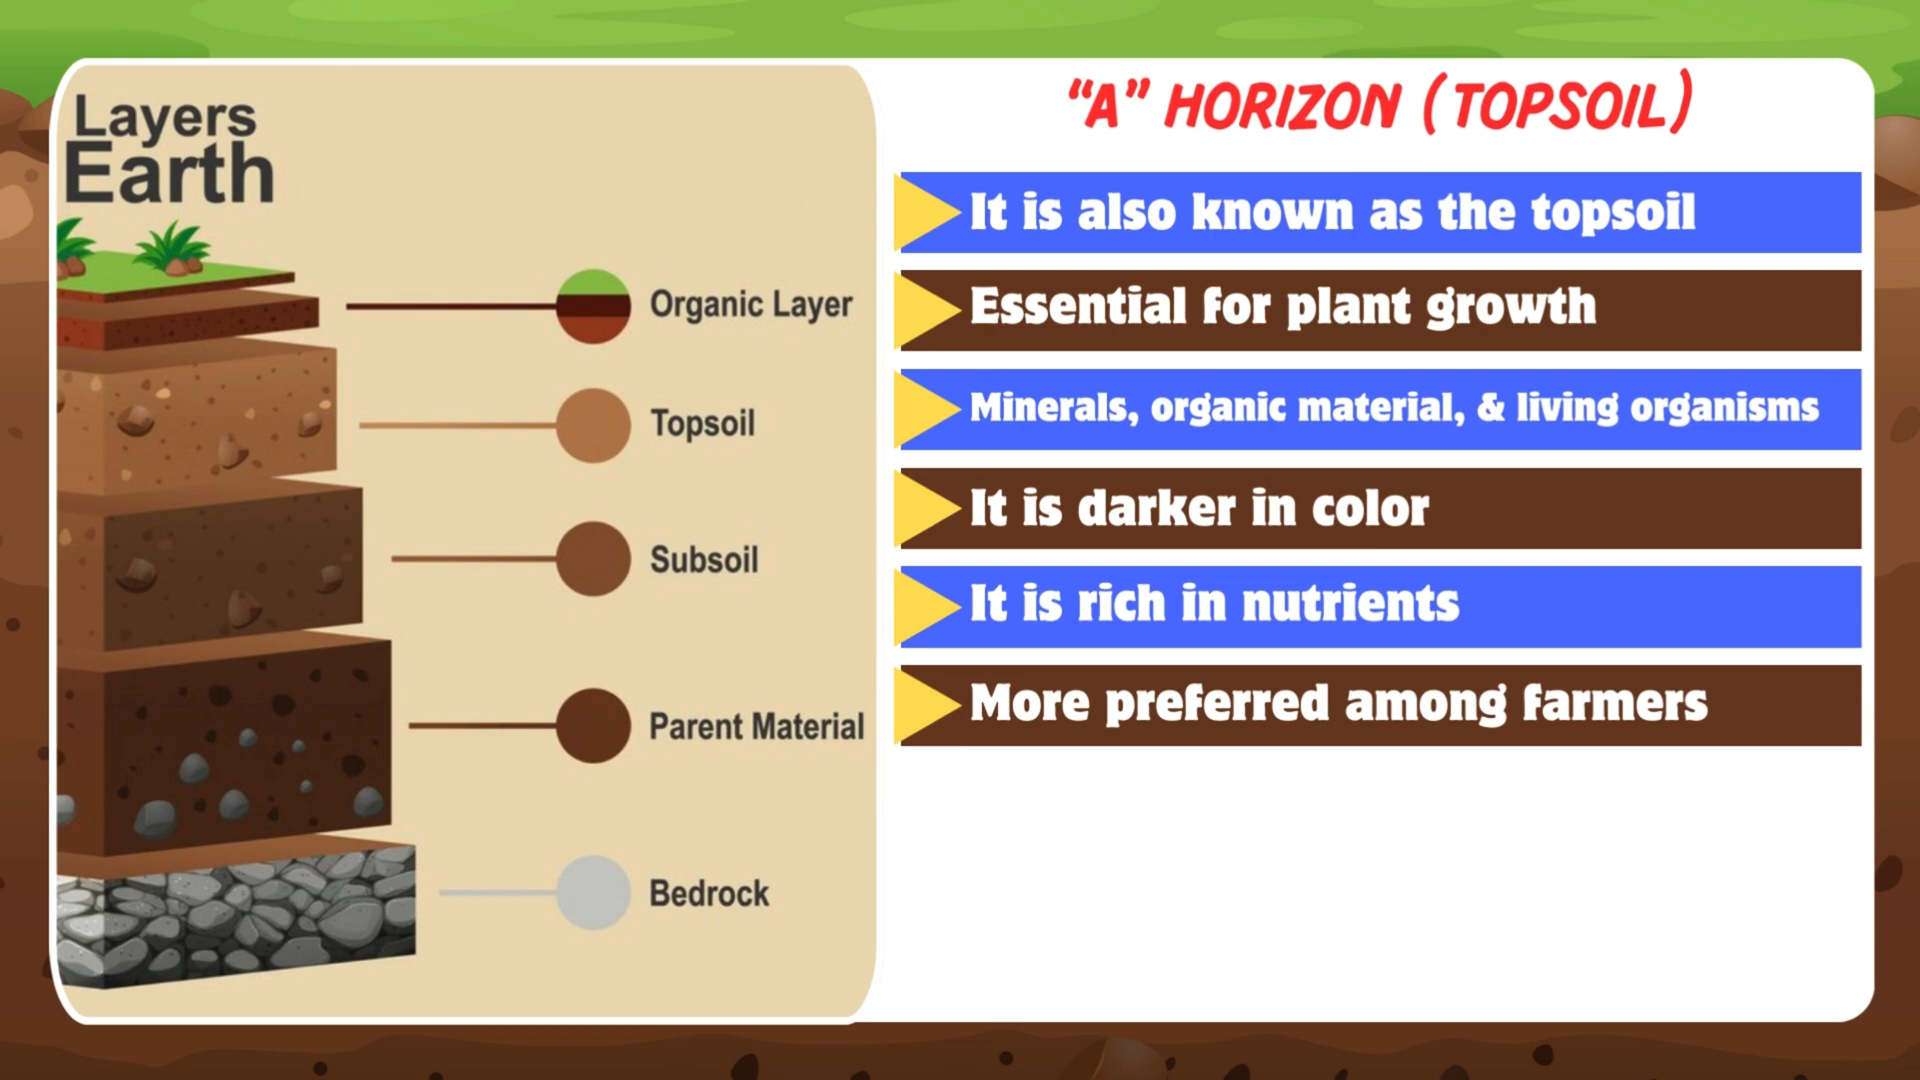 Layers
Earth
Organic Layer
Topsoil
Subsoil
Parent Material
Bedrock
“A” HORIZON (TOPSOIL)
It is also known as the topsoil
Essential for plant growth
Minerals, organic material, & living organisms
It is darker in color
It is rich in nutrients
More preferred among farmers